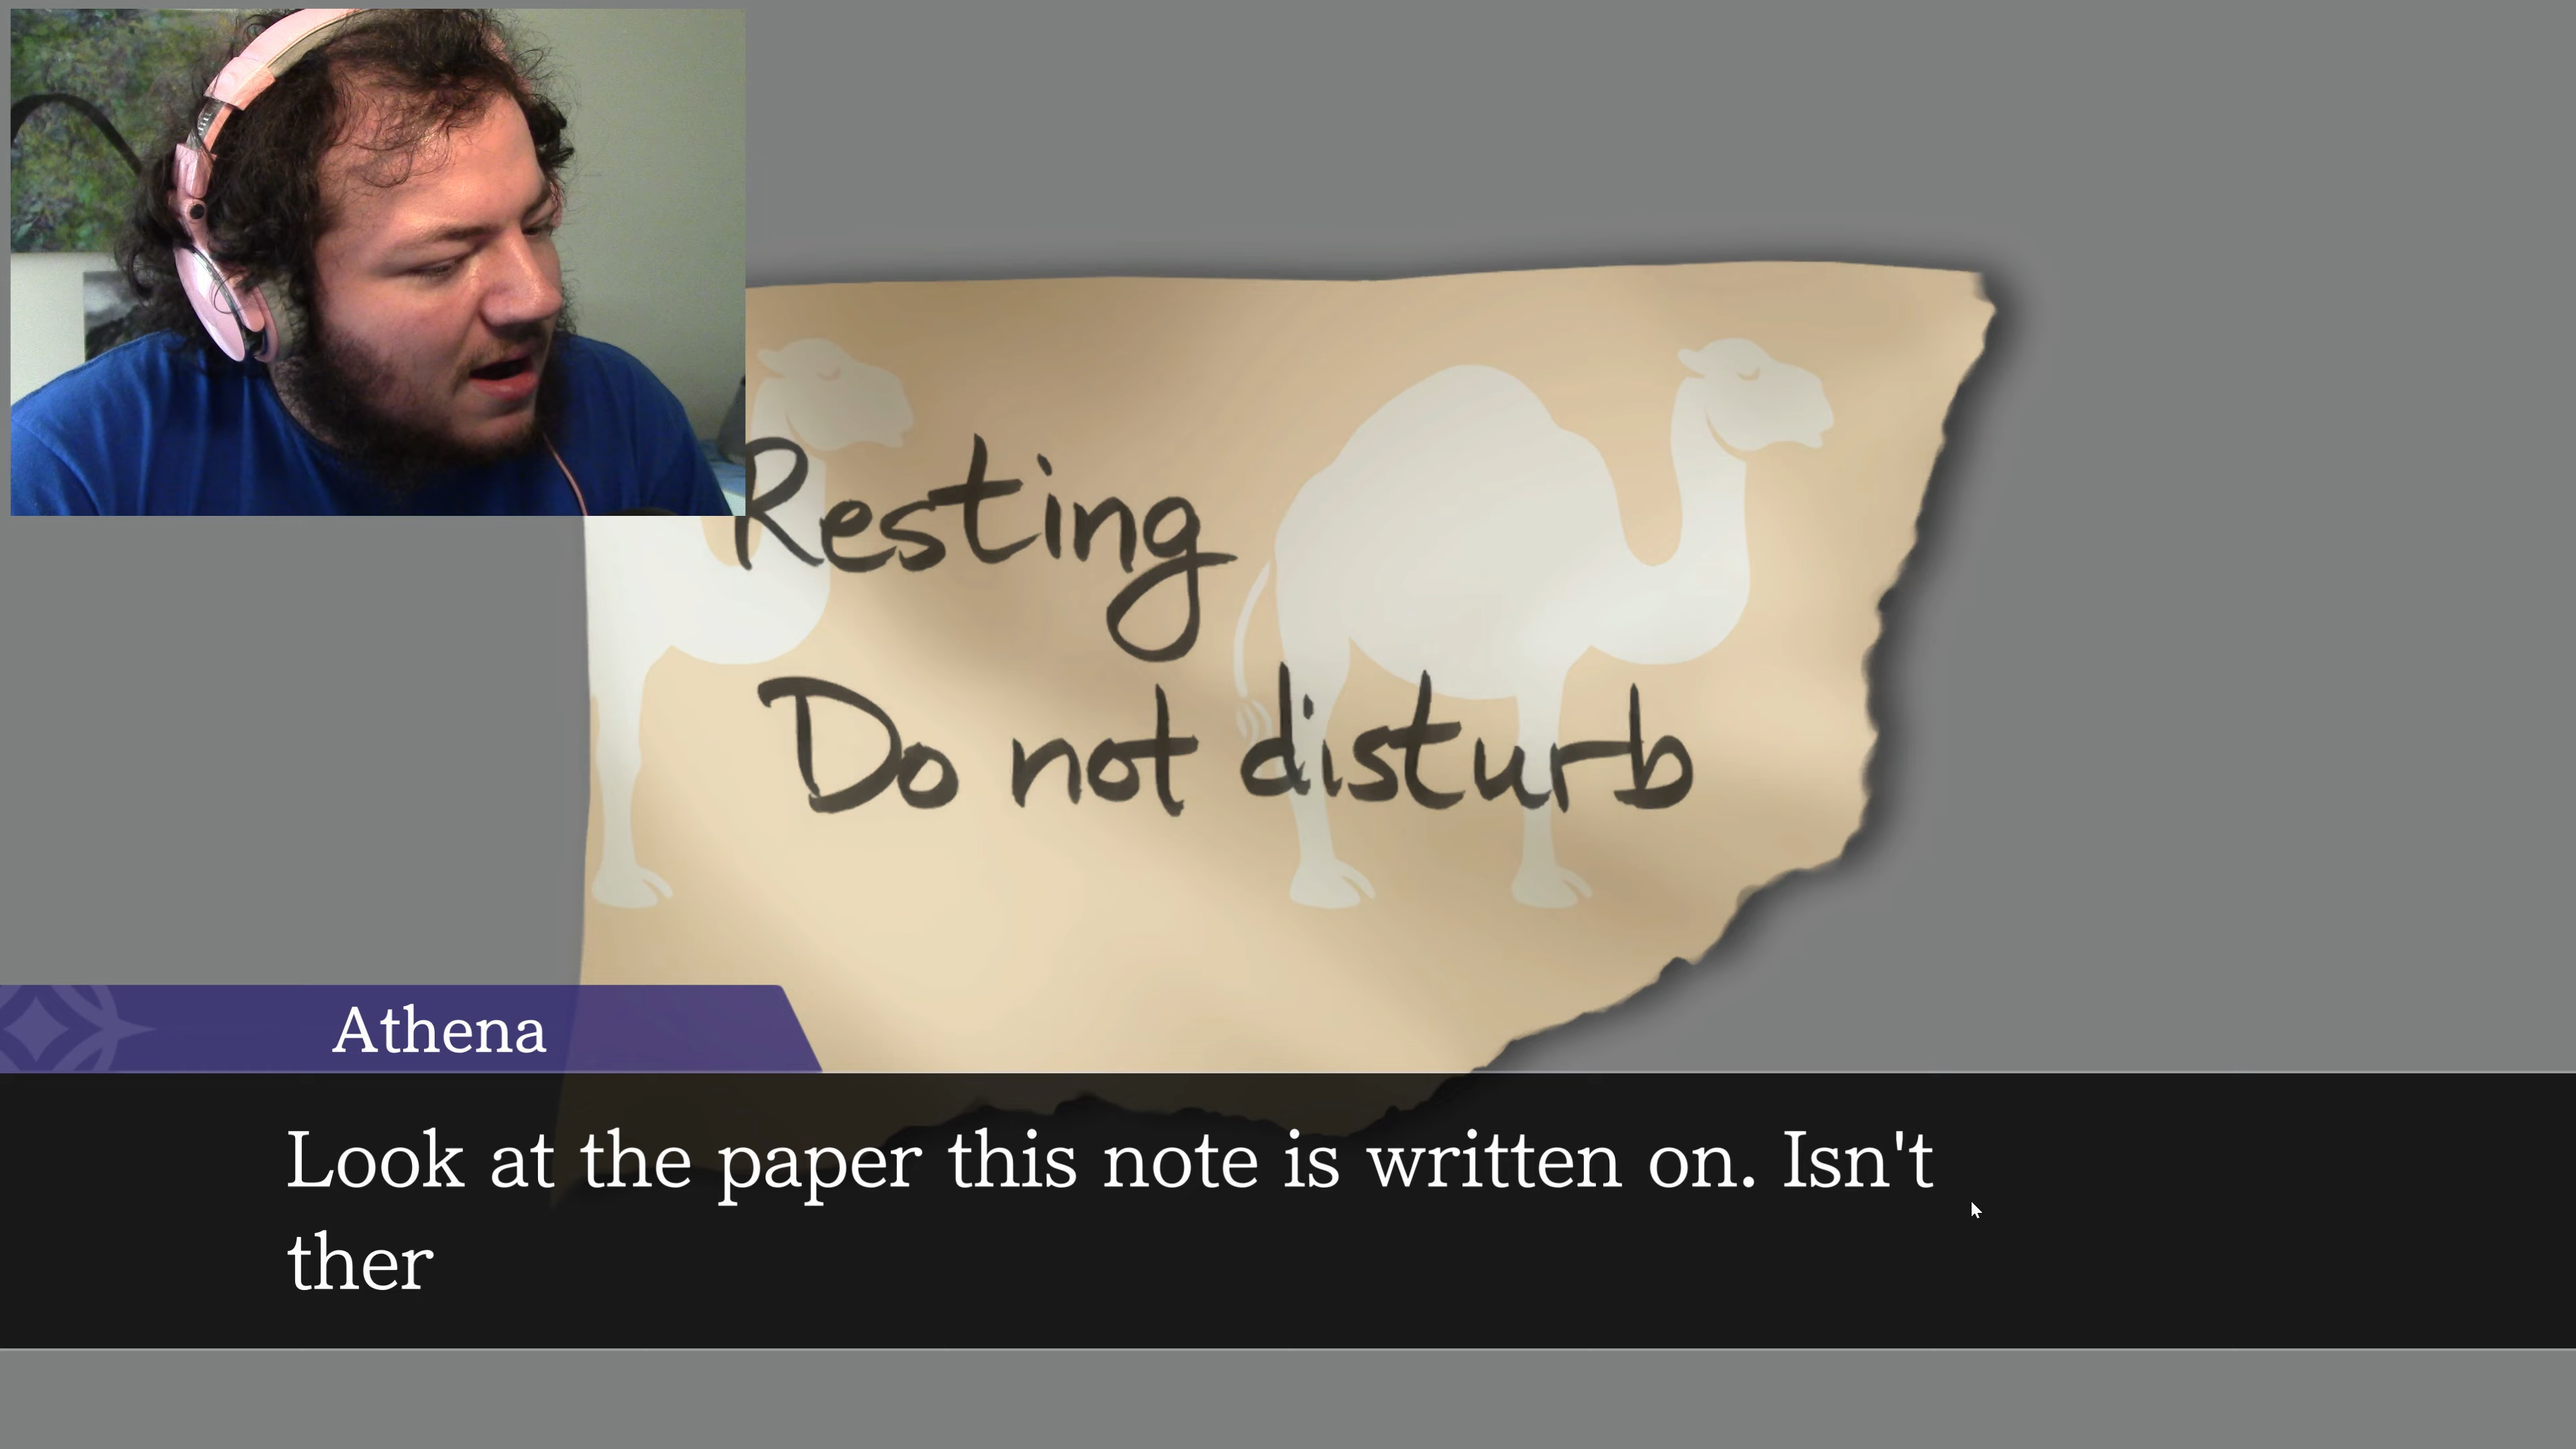 Resting
Do not disturb
Athena
Look at the paper this note is written on. Isn't
ther